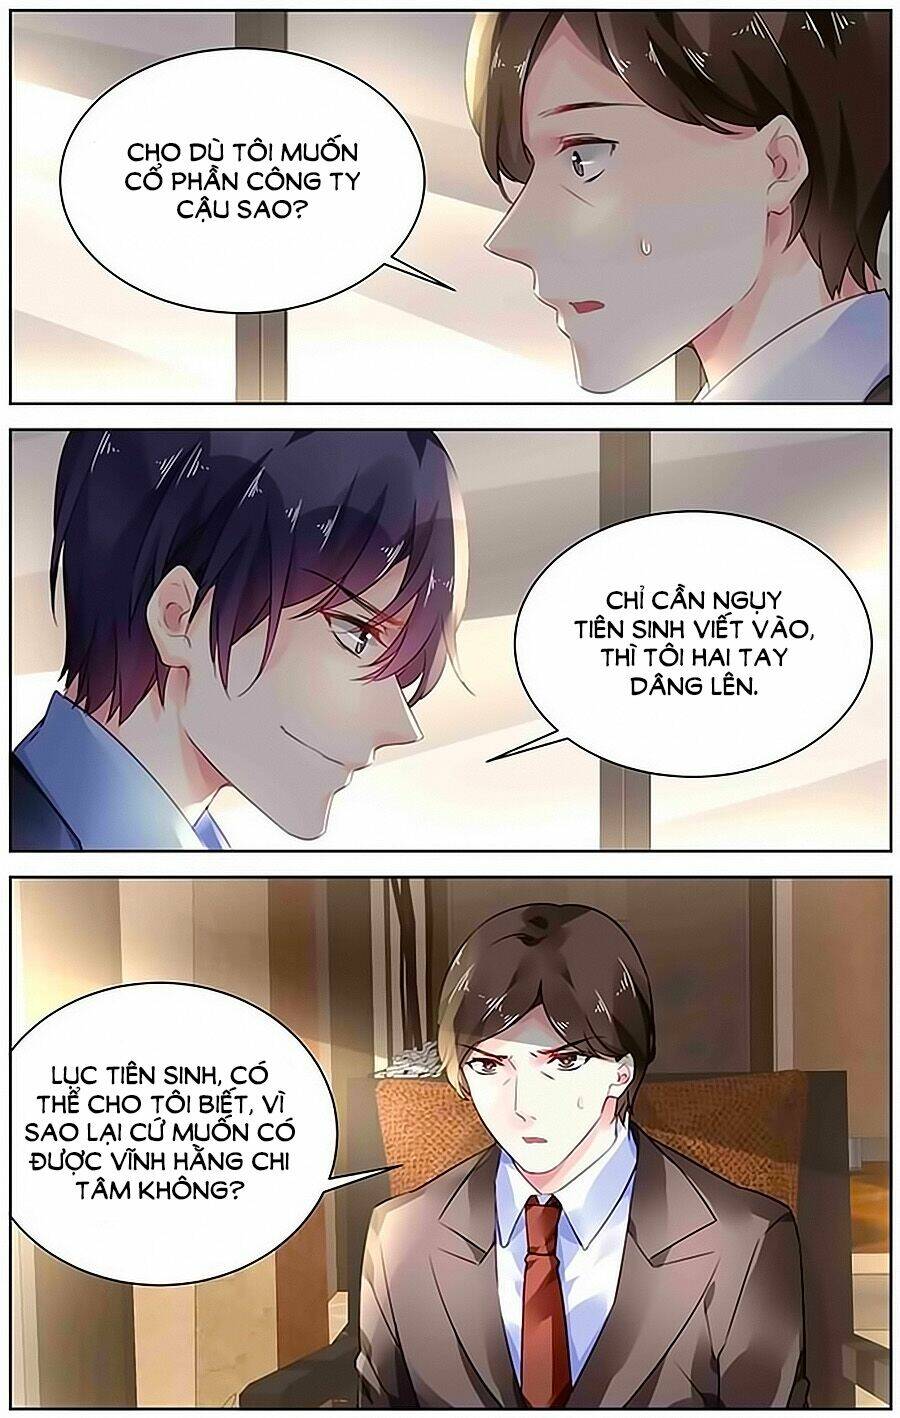 CHO DÙ TÔI MUỐN
CỔ PHẦN CÔNG TY
CẬU SAO?
CHỈ CẦN NGỤY
TIÊN SINH VIẾT VÀO,
THÌ TÔI HAI TAY
DÂNG LÊN.
LỤC TIÊN SINH, CÓ
THỂ CHO TÔI BIẾT, VÌ
SAO LẠI CỨ MUỐN CÓ
ĐƯỢC VĨNH HẰNG CHI
TÂM KHÔNG?